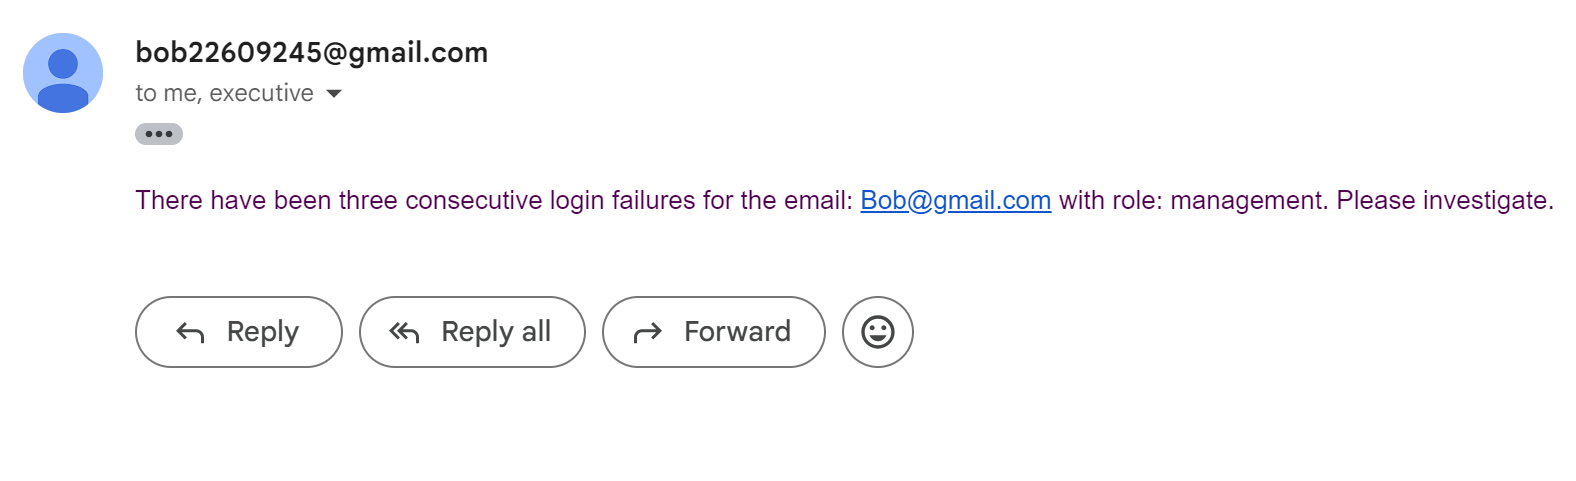 bob22609245@gmail.com
to me, executive
There have been three consecutive login failures for the email: Bob@gmail.com with role: management. Please investigate.
Reply
Reply all
Forward